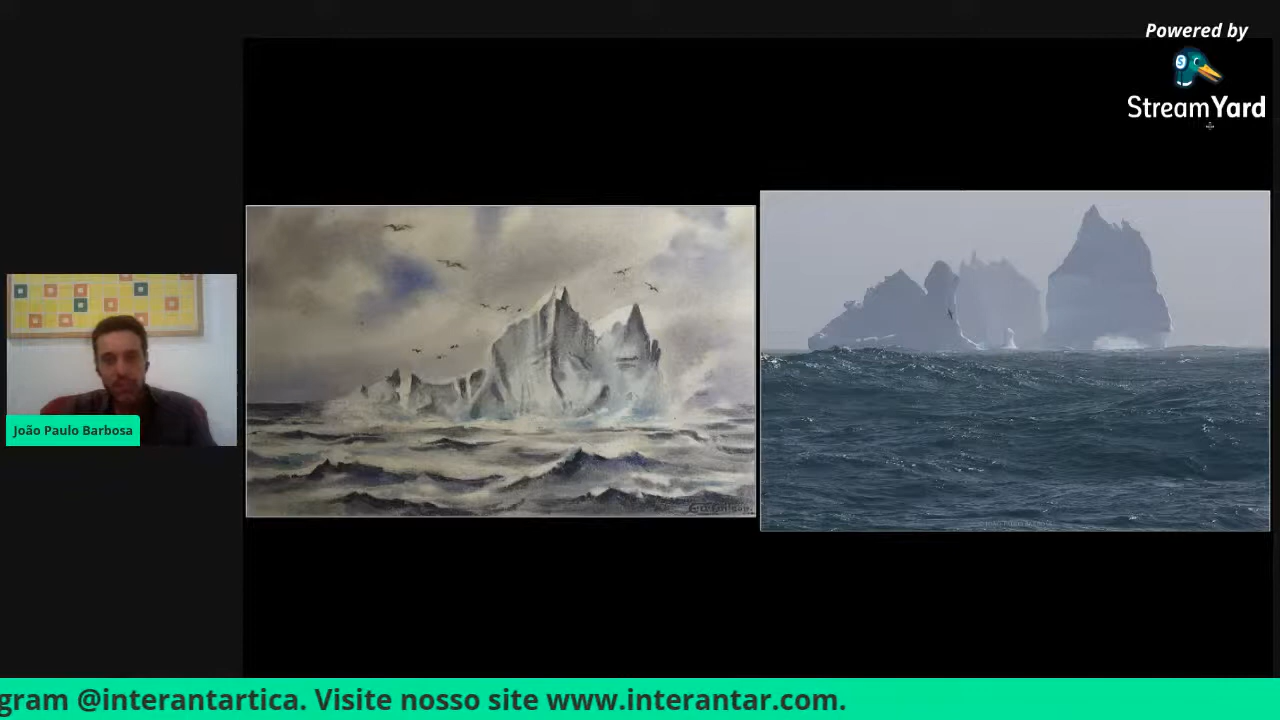 Powered by
StreamYard
João Paulo Barbosa
gram @interantartica. Visite nosso site www.interantar.com.